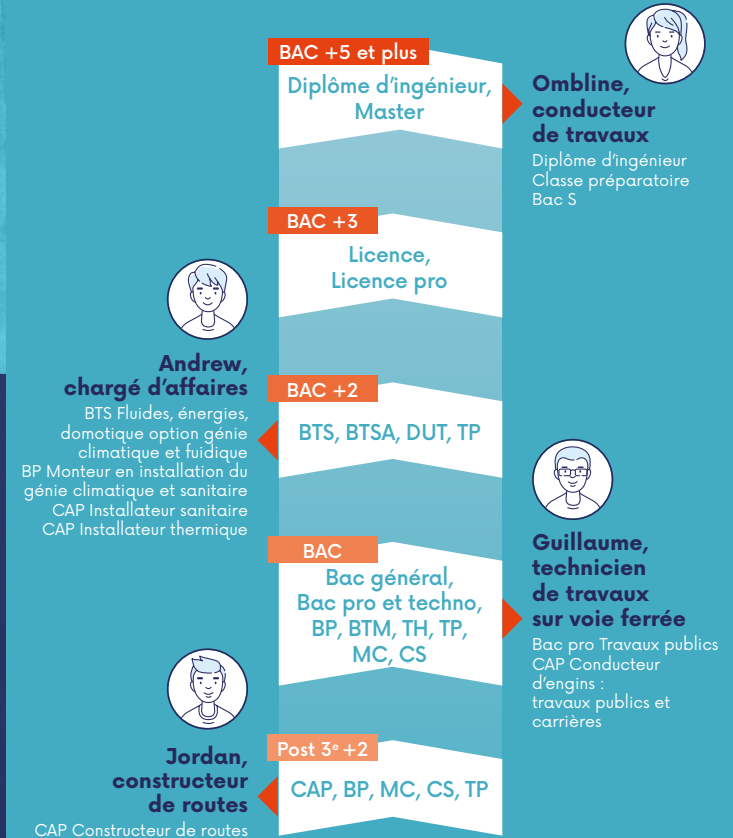 BAC +5 et plus
Diplôme d'ingénieur,
Master
Ombline,
conducteur
de travaux
Diplôme d'ingénieur
Classe préparatoire
Bac S
BAC +3
Licence,
Licence pro
Andrew,
chargé d'affaires
BTS Fluides, énergies,
domotique option génie
climatique et fuidique
BP Monteur en installation du
génie climatique et sanitaire
CAP Installateur sanitaire
CAP Installateur thermique
BAC +2
BTS, BTSA, DUT, TP
BAC
Bac général,
Bac pro et techno,
BP, BTM, TH, TP,
MC, CS
Guillaume,
technicien
de travaux
sur voie ferrée
Bac pro Travaux publics
CAP Conducteur
d'engins :
travaux publics et
carrières
Jordan,
constructeur
de routes
CAP Constructeur de routes
Post 3ᵉ +2
CAP, BP, MC, CS, TP